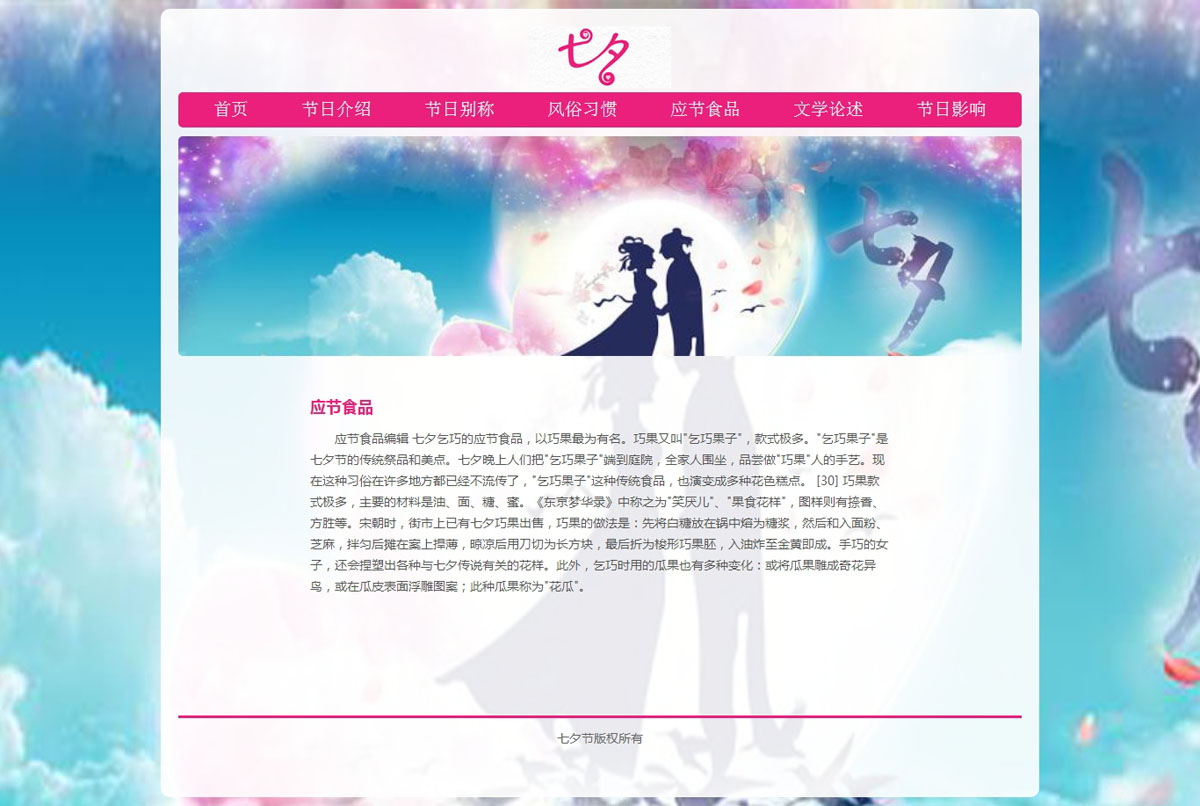 七夕
首页 节日介绍 节日别称 风俗习惯 应节食品 文学论述 节日影响
七夕
七夕
应节食品
应节食品编辑 七夕乞巧的应节食品，以巧果最为有名。巧果又叫"乞巧果子"，款式极多。"乞巧果子"是
七夕节的传统祭品和美点。七夕晚上人们把"乞巧果子"端到庭院，全家人围坐，品尝做"巧果"人的手艺。现
在这种习俗在许多地方都已经不流传了，"乞巧果子"这种传统食品，也演变成多种花色糕点。 [30] 巧果款
式极多，主要的材料是油、面、糖、蜜。《东京梦华录》中称之为"笑厌儿"、"果食花样"，图样则有捺香、
方胜等。宋朝时，街市上已有七夕巧果出售，巧果的做法是：先将白糖放在锅中熔为糖浆，然后和入面粉、
芝麻，拌匀后摊在案上擀薄，晾凉后用刀切为长方块，最后折为梭形巧果胚，入油炸至金黄即成。手巧的女
子，还会捏塑出各种与七夕传说有关的花样。此外，乞巧时用的瓜果也有多种变化：或将瓜果雕成奇花异
鸟，或在瓜皮表面浮雕图案；此种瓜果称为"花瓜"。
七夕节版权所有